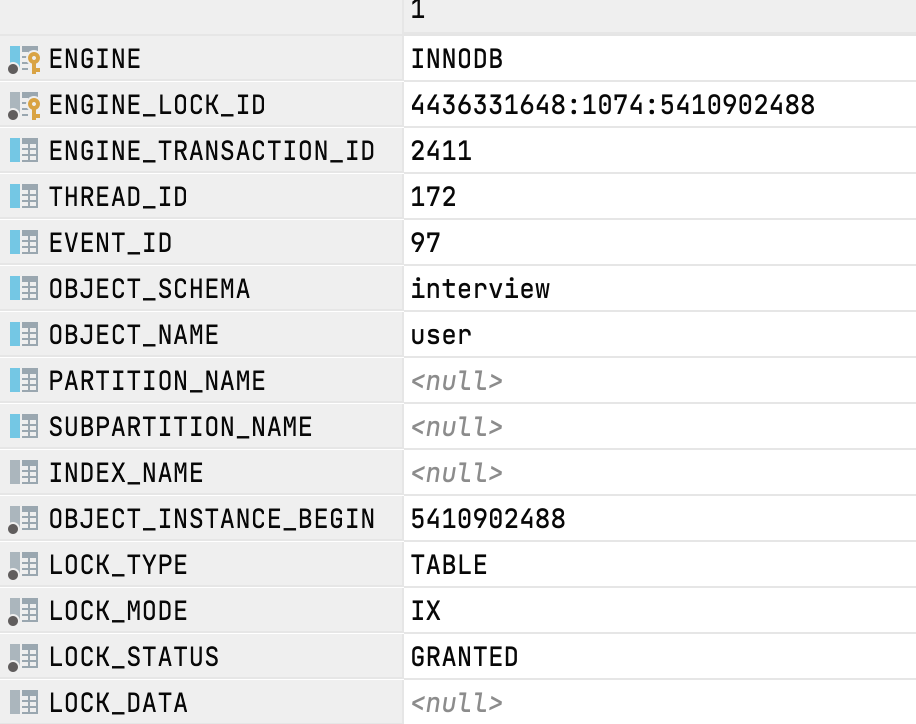 1
ENGINE INNODB
ENGINE_LOCK_ID 4436331648:1074:5410902488
ENGINE_TRANSACTION_ID 2411
THREAD_ID 172
EVENT_ID 97
OBJECT_SCHEMA interview
OBJECT_NAME user
PARTITION_NAME <null>
SUBPARTITION_NAME <null>
INDEX_NAME <null>
OBJECT_INSTANCE_BEGIN 5410902488
LOCK_TYPE TABLE
LOCK_MODE IX
LOCK_STATUS GRANTED
LOCK_DATA <null>